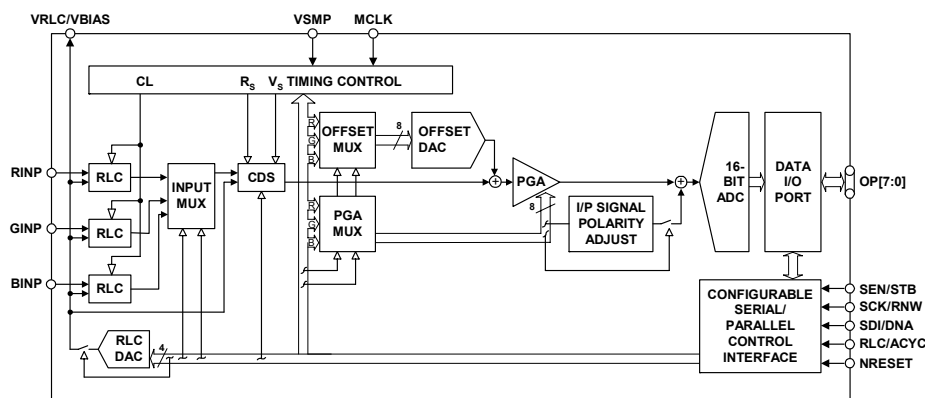 VRLC/VBIAS
VSMP
MCLK
CL
RS
VS TIMING CONTROL
R
G
B
OFFSET
MUX
8
OFFSET
DAC
RINP
RLC
INPUT
MUX
CDS
PGA
16-
BIT
ADC
DATA
I/O
PORT
OP[7:0]
GINP
RLC
R
G
B
PGA
MUX
8
I/P SIGNAL
POLARITY
ADJUST
BINP
RLC
CONFIGURABLE
SERIAL/
PARALLEL
CONTROL
INTERFACE
SEN/STB
SCK/RNW
SDI/DNA
RLC/ACYC
NRESET
RLC
DAC
4